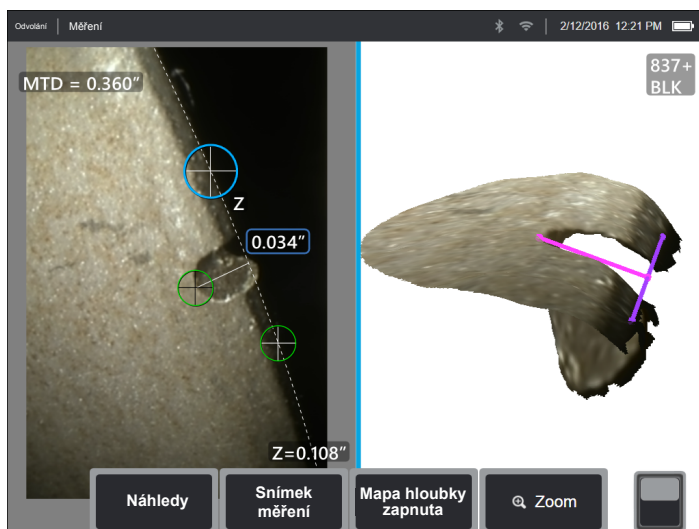 Odvolání | Měření
2/12/2016 12:21 PM
MTD = 0.360"
837+
BLK
Z
0.034"
Z=0.108"
Náhledy
Snímek
měření
Mapa hloubky
zapnuta
Zoom